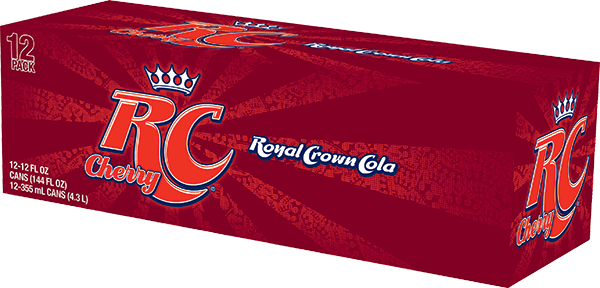 RC
Royal Crown Cola
12
PACK
RC
Cherry
Royal Crown Cola
12-12 FL OZ
CANS (144 FL OZ)
12-355 mL CANS (4.3 L)
RC
Cherry